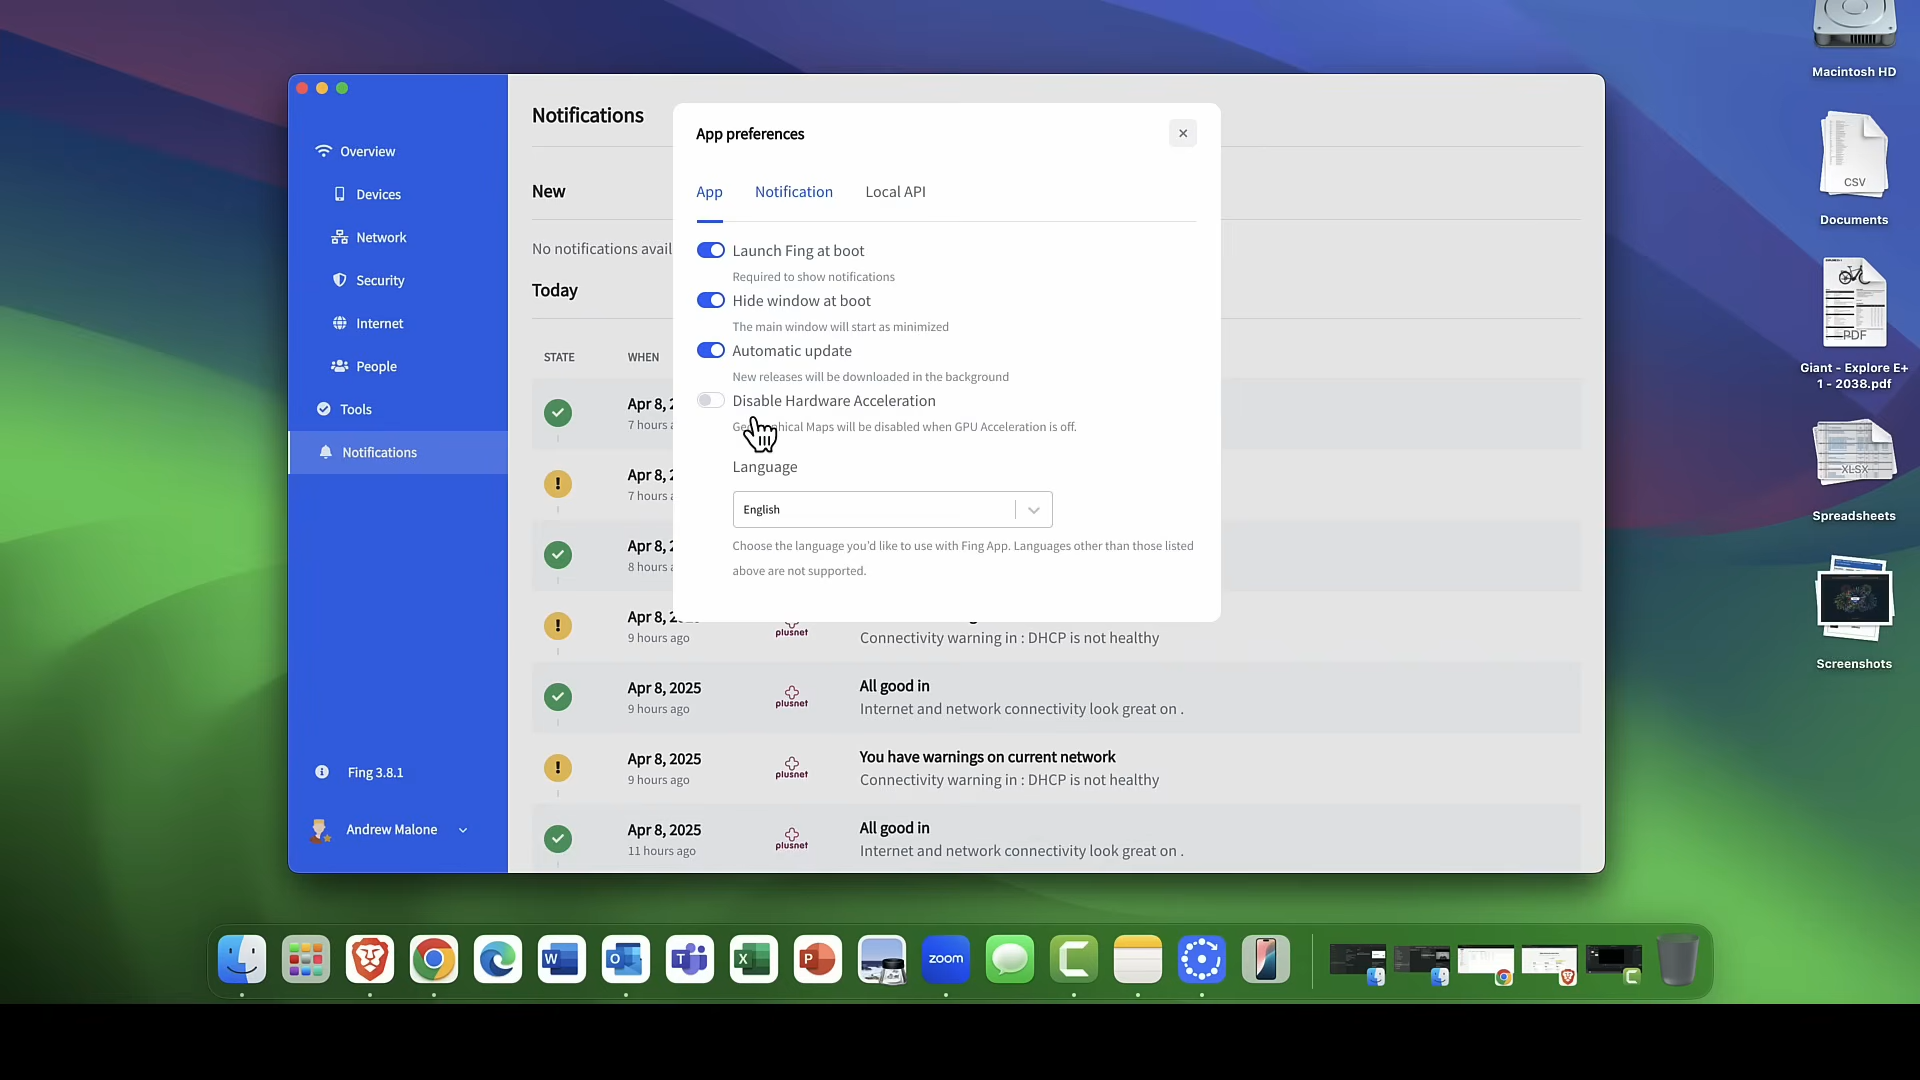 Macintosh HD
CSV
Documents
PDF
Giant - Explore E+
1 - 2038.pdf
XLSX
Spreadsheets
Screenshots
Overview
Devices
Network
Security
Internet
People
Tools
Notifications
Fing 3.8.1
Andrew Malone
Notifications
New
No notifications avail
Today
STATE
WHEN
Apr 8, 2
7 hours a
Apr 8, 2
7 hours a
Apr 8, 2
8 hours a
Apr 8,
9 hours ago
plusnet
Connectivity warning in : DHCP is not healthy
Apr 8, 2025
9 hours ago
plusnet
All good in
Internet and network connectivity look great on .
Apr 8, 2025
9 hours ago
plusnet
You have warnings on current network
Connectivity warning in : DHCP is not healthy
Apr 8, 2025
11 hours ago
plusnet
All good in
Internet and network connectivity look great on .
App preferences
App Notification Local API
Launch Fing at boot
Required to show notifications
Hide window at boot
The main window will start as minimized
Automatic update
New releases will be downloaded in the background
Disable Hardware Acceleration
Maps will be disabled when GPU Acceleration is off.
Language
English
Choose the language you'd like to use with Fing App. Languages other than those listed
above are not supported.
W
O
T
X
P
zoom